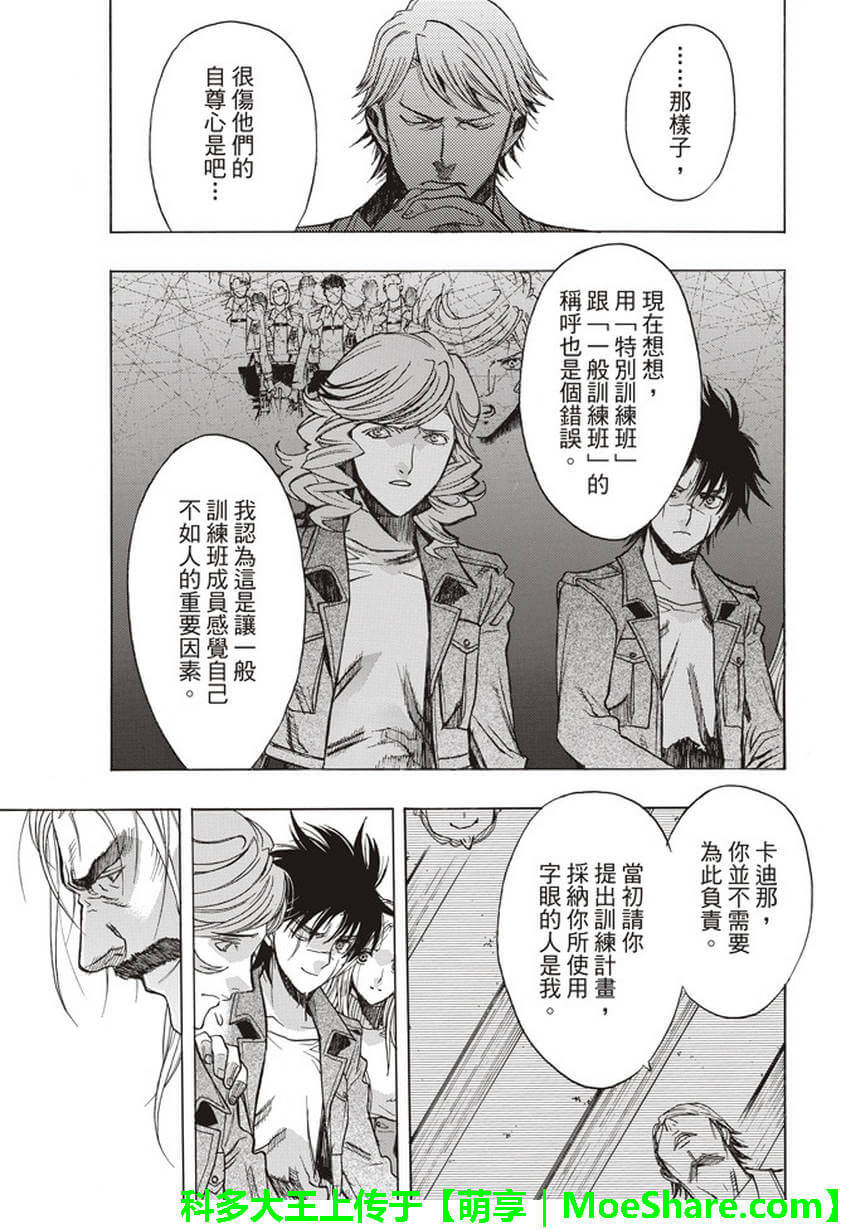 ……那樣子，
很傷他們的
自尊心是吧…
現在想想，
用「特別訓練班」
跟「一般訓練班」的
稱呼也是個錯誤。
我認為這是讓一般
訓練班成員感覺自己
不如人的重要因素。
卡迪那，
你並不需要
為此負責。
當初請你
提出訓練計畫，
採納你所使用
字眼的人是我。
科多大王上传于【萌享‖MoeShare.com】